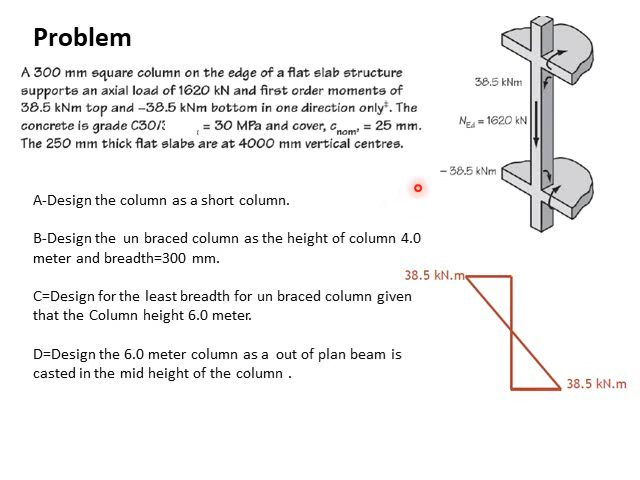 Problem
A 300 mm square column on the edge of a flat slab structure
supports an axial load of 1620 kN and first order moments of
38.5 kNm top and –38.5 kNm bottom in one direction only‡. The
concrete is grade C30/ = 30 MPa and cover, cnom, = 25 mm.
The 250 mm thick flat slabs are at 4000 mm vertical centres.
38.5 kNm
NEd = 1620 kN
– 38.5 kNm
A-Design the column as a short column.
B-Design the un braced column as the height of column 4.0
meter and breadth=300 mm.
C=Design for the least breadth for un braced column given
that the Column height 6.0 meter.
D=Design the 6.0 meter column as a out of plan beam is
casted in the mid height of the column .
38.5 kN.m
38.5 kN.m